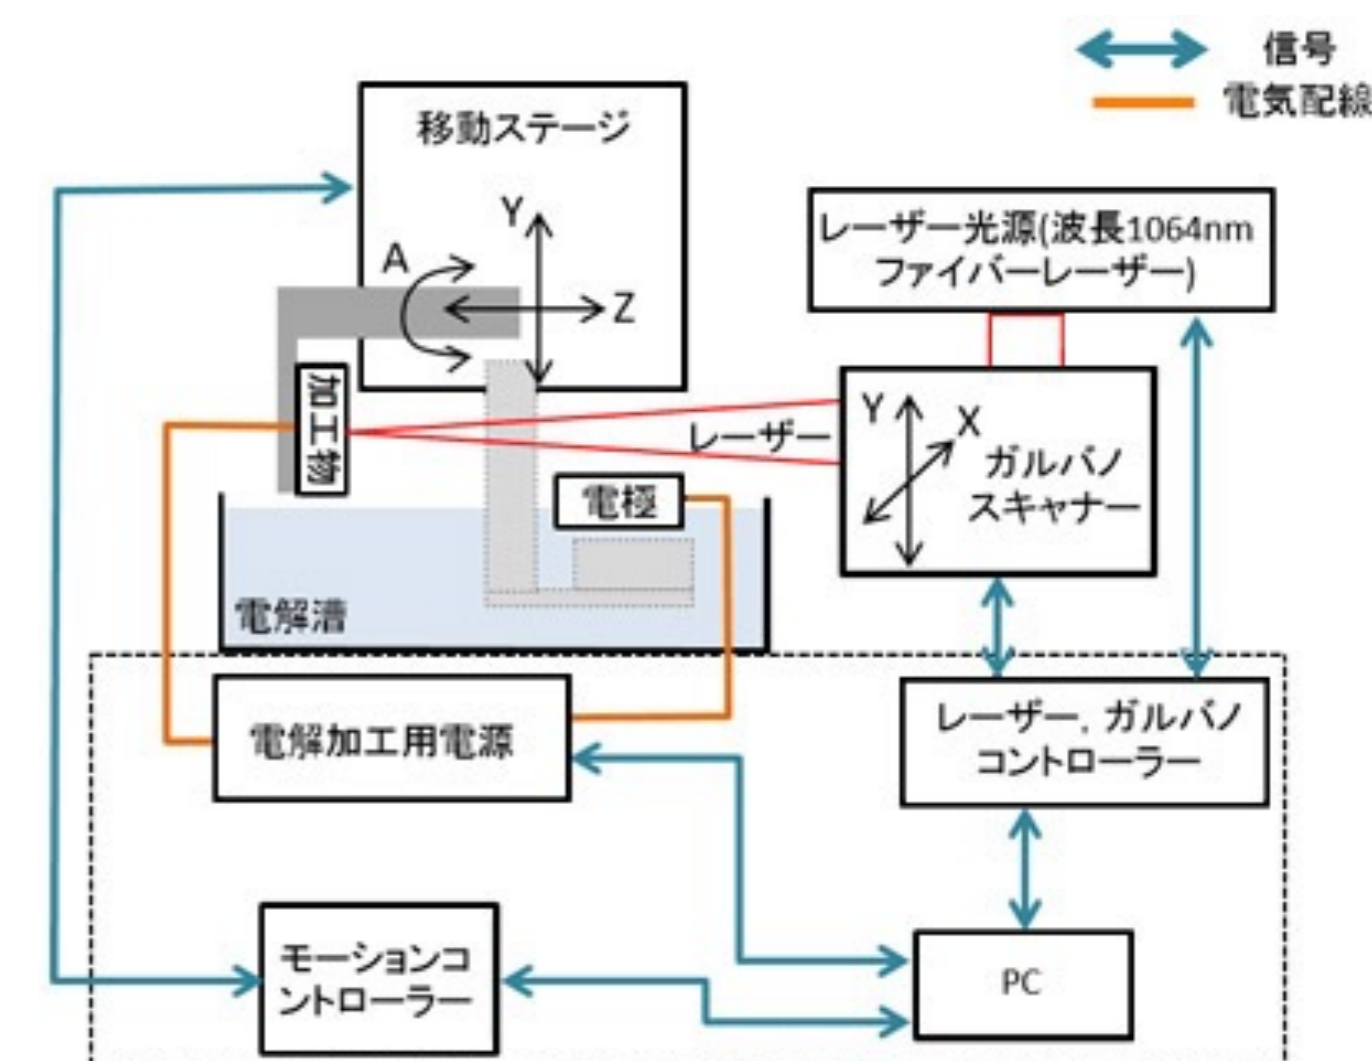 信号
電気配線
移動ステージ
Y
A
Z
レーザー光源(波長1064nm
ファイバーレーザー)
加工物
レーザー
Y
X
ガルバノ
スキャナー
電極
電解漕
電解加工用電源
レーザー，ガルバノ
コントローラー
モーションコ
ントローラー
PC